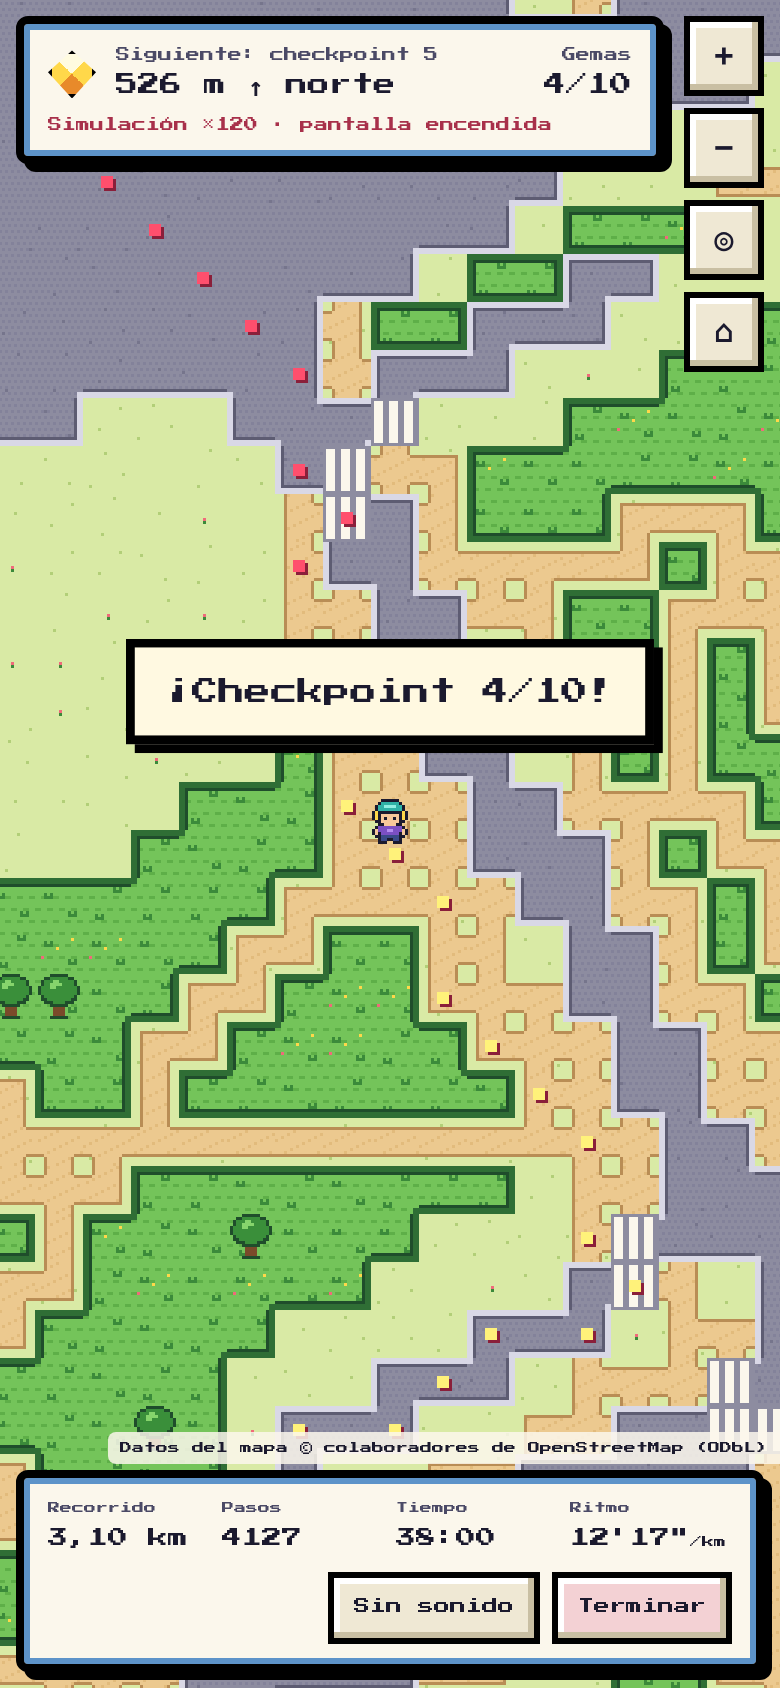 Siguiente: checkpoint 5
Gemas
526 m ↑ norte
4/10
Simulación ×120 · pantalla encendida
+
−
◎
⌂
¡Checkpoint 4/10!
Datos del mapa © colaboradores de OpenStreetMap (ODbL)
Recorrido Pasos Tiempo Ritmo
3,10 km 4127 38:00 12'17"/km
Sin sonido Terminar